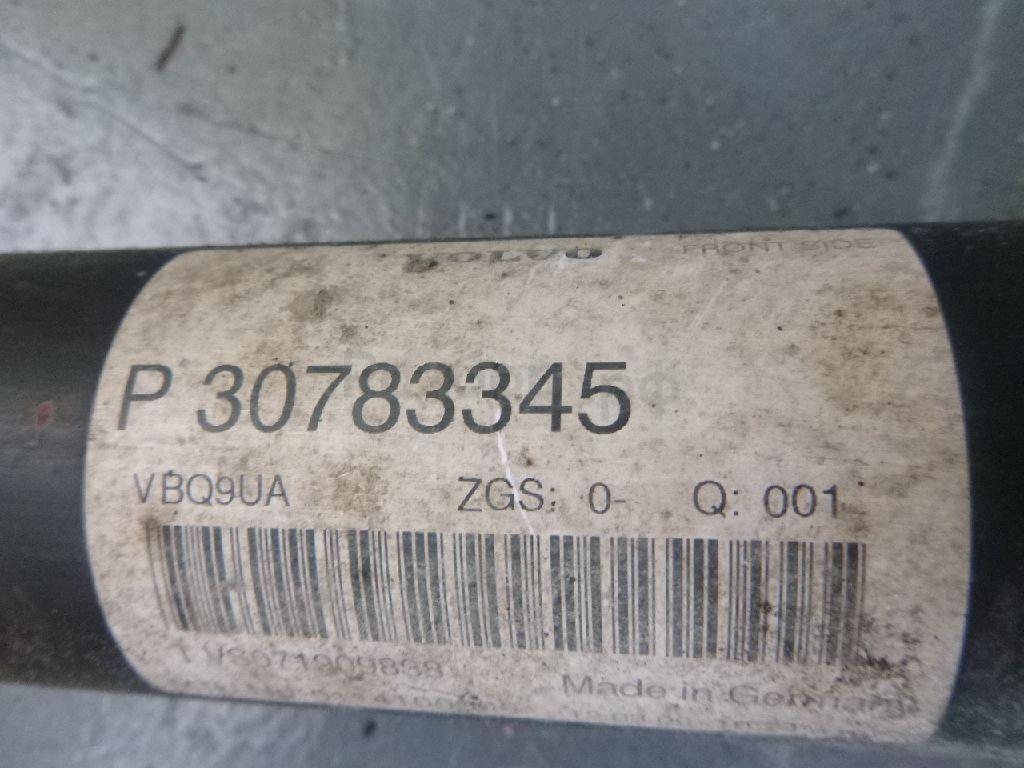 VOLVO FRONT SIDE
P 30783345
VBQ9UA ZGS: 0- Q: 001
Made in Germany